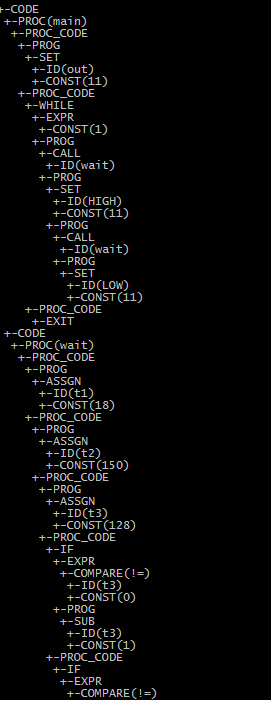 +-CODE
+-PROC(main)
+-PROC_CODE
+-PROG
+-SET
+-ID(out)
+-CONST(11)
+-PROC_CODE
+-WHILE
+-EXPR
+-CONST(1)
+-PROG
+-CALL
+-ID(wait)
+-PROG
+-SET
+-ID(HIGH)
+-CONST(11)
+-PROG
+-CALL
+-ID(wait)
+-PROG
+-SET
+-ID(LOW)
+-CONST(11)
+-PROC_CODE
+-EXIT
+-CODE
+-PROC(wait)
+-PROC_CODE
+-PROG
+-ASSGN
+-ID(t1)
+-CONST(18)
+-PROC_CODE
+-PROG
+-ASSGN
+-ID(t2)
+-CONST(150)
+-PROC_CODE
+-PROG
+-ASSGN
+-ID(t3)
+-CONST(128)
+-PROC_CODE
+-IF
+-EXPR
+-COMPARE(!=)
+-ID(t3)
+-CONST(0)
+-PROG
+-SUB
+-ID(t3)
+-CONST(1)
+-PROC_CODE
+-IF
+-EXPR
+-COMPARE(!=)